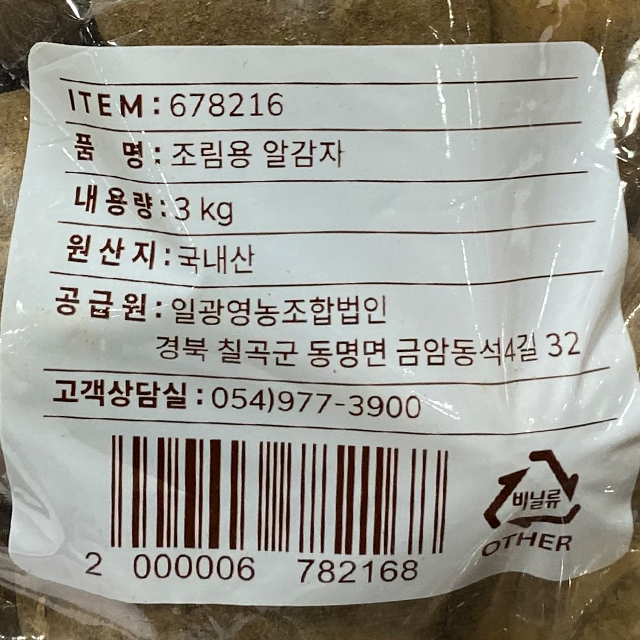 ITEM : 678216
품 명 : 조림용 알감자
내용량 : 3 kg
원산지 : 국내산
공급원 : 일광영농조합법인
경북 칠곡군 동명면 금암동석4길 32
고객상담실 : 054)977-3900
비닐류
OTHER
2 000006 782168